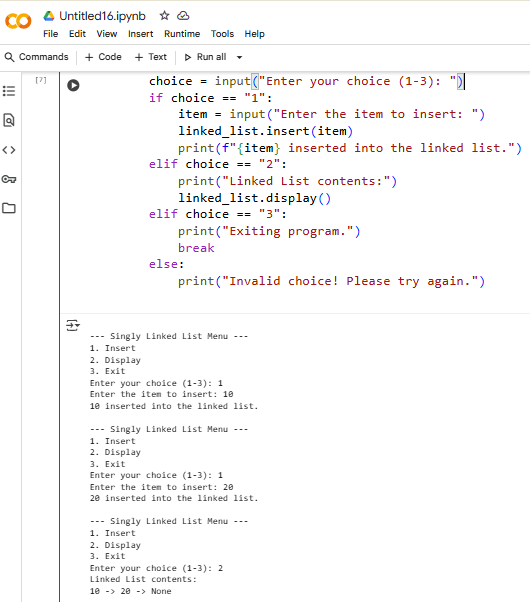 Untitled16.ipynb
File Edit View Insert Runtime Tools Help
Commands + Code + Text Run all
[7]
choice = input("Enter your choice (1-3): ")
if choice == "1":
item = input("Enter the item to insert: ")
linked_list.insert(item)
print(f"{item} inserted into the linked list.")
elif choice == "2":
print("Linked List contents:")
linked_list.display()
elif choice == "3":
print("Exiting program.")
break
else:
print("Invalid choice! Please try again.")
--- Singly Linked List Menu ---
1. Insert
2. Display
3. Exit
Enter your choice (1-3): 1
Enter the item to insert: 10
10 inserted into the linked list.
--- Singly Linked List Menu ---
1. Insert
2. Display
3. Exit
Enter your choice (1-3): 1
Enter the item to insert: 20
20 inserted into the linked list.
--- Singly Linked List Menu ---
1. Insert
2. Display
3. Exit
Enter your choice (1-3): 2
Linked List contents:
10 -> 20 -> None